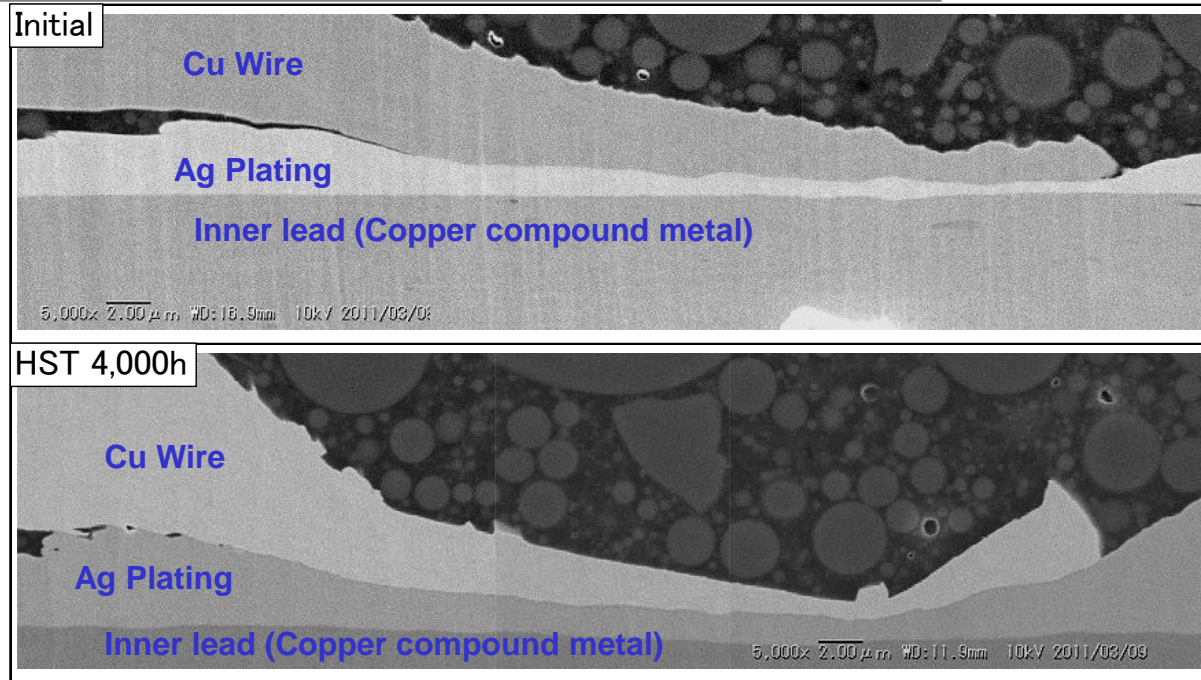 Initial
Cu Wire
Ag Plating
Inner lead (Copper compound metal)
5,000x 2.00μm WD:16.9mm 10kV 2011/03/0
HST 4,000h
Cu Wire
Ag Plating
Inner lead (Copper compound metal)
5,000x 2.00μm WD:11.9mm 10kV 2011/03/09